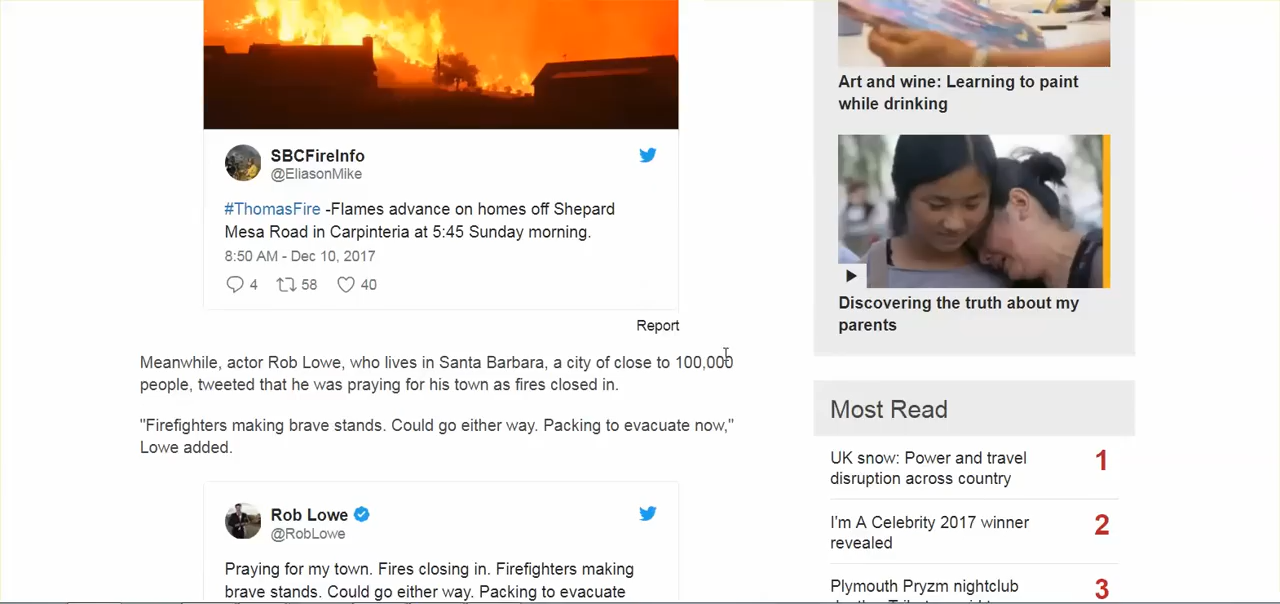 SBCFireInfo
@EliasonMike
#ThomasFire -Flames advance on homes off Shepard
Mesa Road in Carpinteria at 5:45 Sunday morning.
8:50 AM - Dec 10, 2017
4 58 40
Report
Meanwhile, actor Rob Lowe, who lives in Santa Barbara, a city of close to 100,000
people, tweeted that he was praying for his town as fires closed in.
"Firefighters making brave stands. Could go either way. Packing to evacuate now,"
Lowe added.
Rob Lowe
@RobLowe
Praying for my town. Fires closing in. Firefighters making
brave stands. Could go either way. Packing to evacuate
Art and wine: Learning to paint
while drinking
Discovering the truth about my
parents
Most Read
UK snow: Power and travel
disruption across country
1
I'm A Celebrity 2017 winner
revealed
2
Plymouth Pryzm nightclub
3